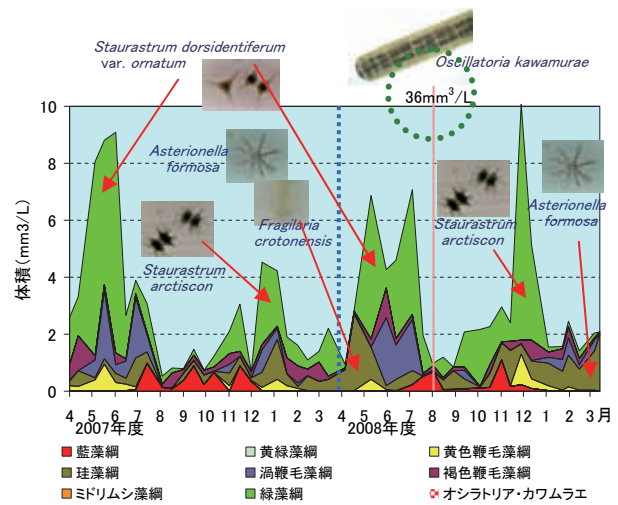 Staurastrum dorsidentiferum
var. ornatum
Oscillatoria kawamurae
36mm3/L
Asterionella
formosa
Asterionella
formosa
Fragilaria
crotonensis
Staurastrum
arctiscon
Staurastrum
arctiscon
体積(mm3/L)
10
8
6
4
2
0
4 5 6 7 8 9 10 11 12 1 2 3 4 5 6 7 8 9 10 11 12 1 2 3 月
2007年度 2008年度
藍藻綱 黄緑藻綱 黄色鞭毛藻綱
珪藻綱 渦鞭毛藻綱 褐色鞭毛藻綱
ミドリムシ藻綱 緑藻綱 オシラトリア・カワムラエ